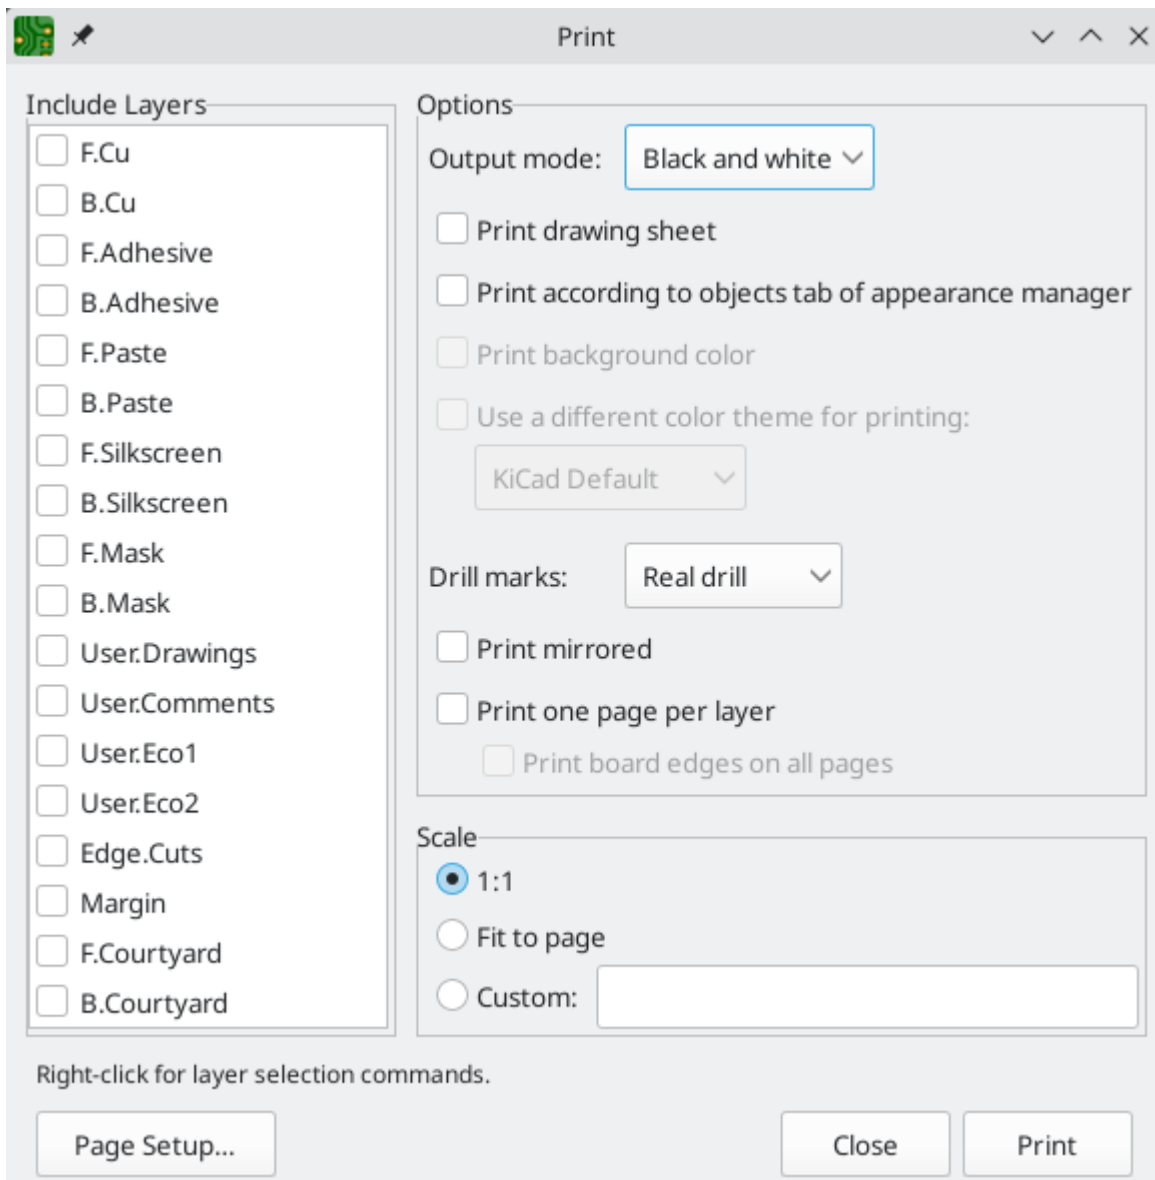 Print
Include Layers
F.Cu
B.Cu
F.Adhesive
B.Adhesive
F.Paste
B.Paste
F.Silkscreen
B.Silkscreen
F.Mask
B.Mask
User.Drawings
User.Comments
User.Eco1
User.Eco2
Edge.Cuts
Margin
F.Courtyard
B.Courtyard
Options
Output mode: Black and white
Print drawing sheet
Print according to objects tab of appearance manager
Print background color
Use a different color theme for printing:
KiCad Default
Drill marks: Real drill
Print mirrored
Print one page per layer
Print board edges on all pages
Scale
1:1
Fit to page
Custom:
Right-click for layer selection commands.
Page Setup... Close Print